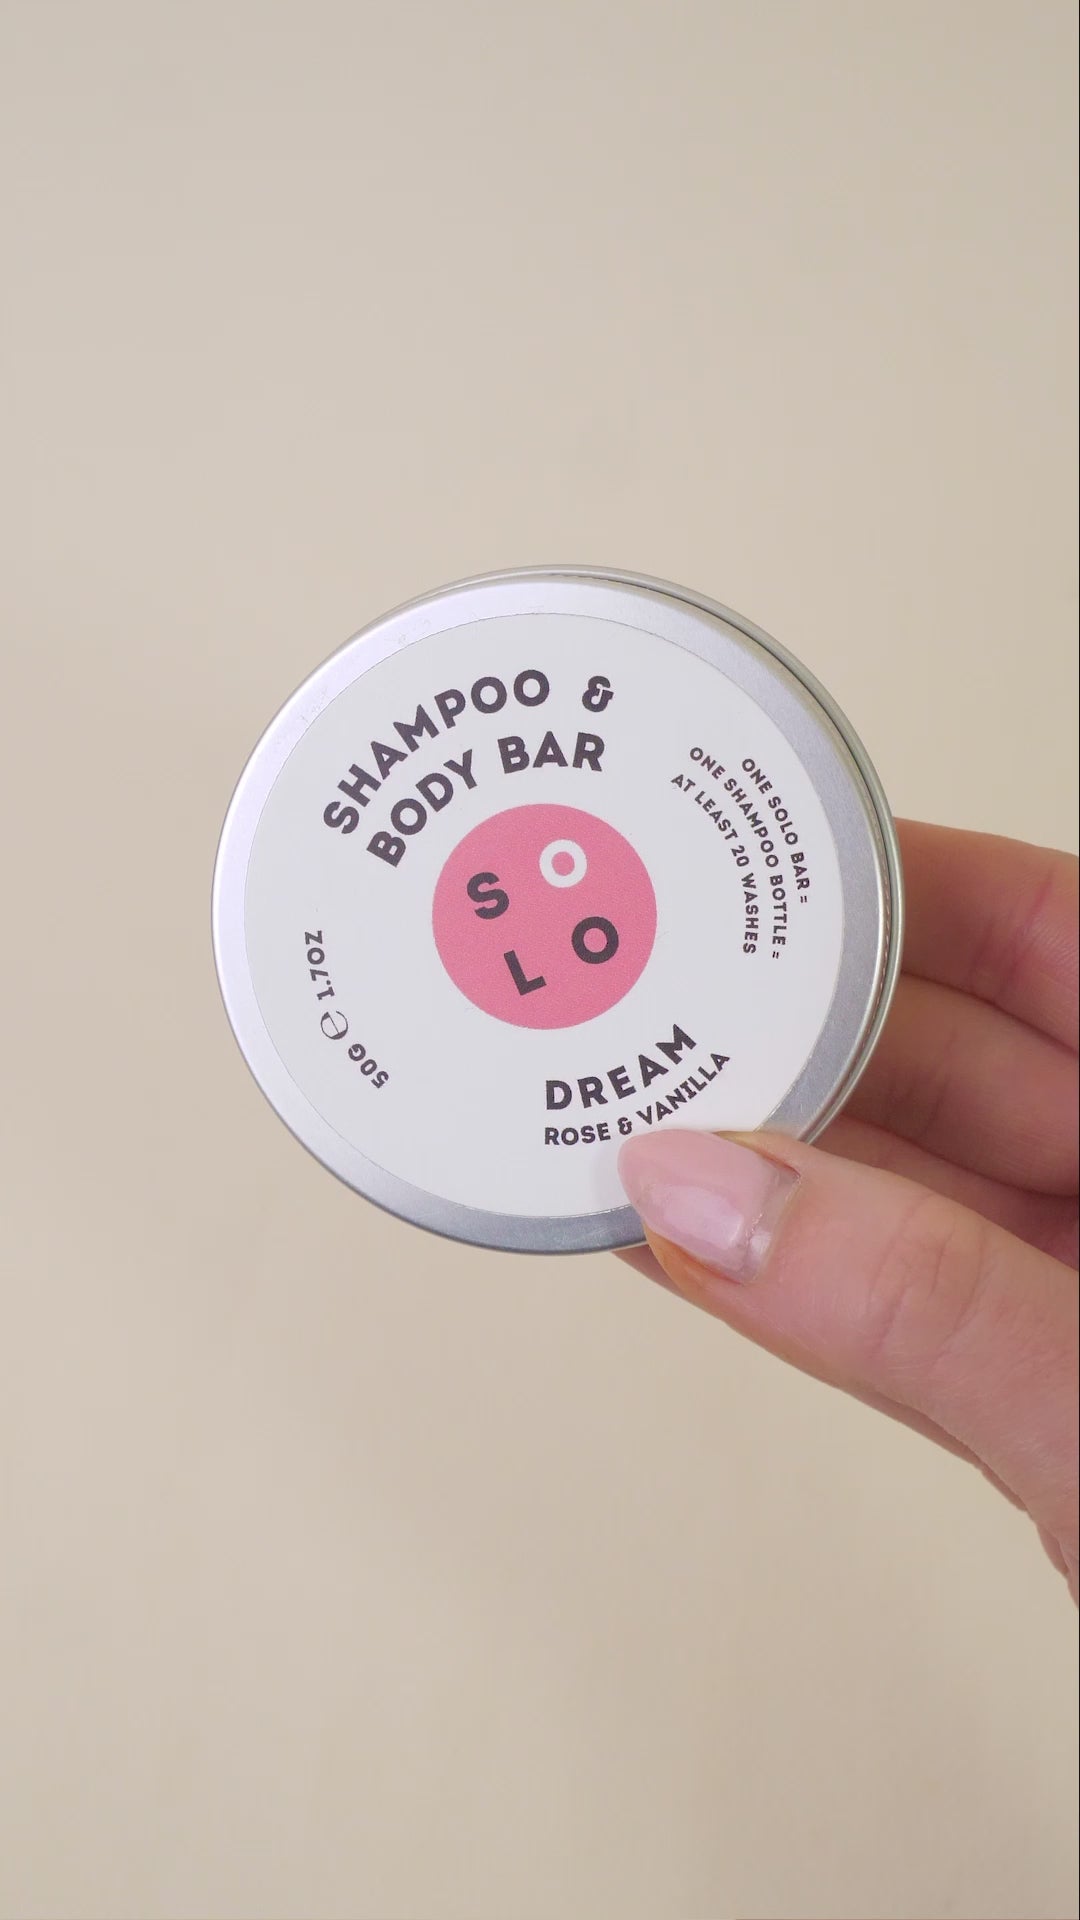 SHAMPOO &
BODY BAR
ONE SOLO BAR =
ONE SHAMPOO BOTTLE =
AT LEAST 20 WASHES
SOLO
50G ℮ 1.7OZ
DREAM
ROSE & VANILLA